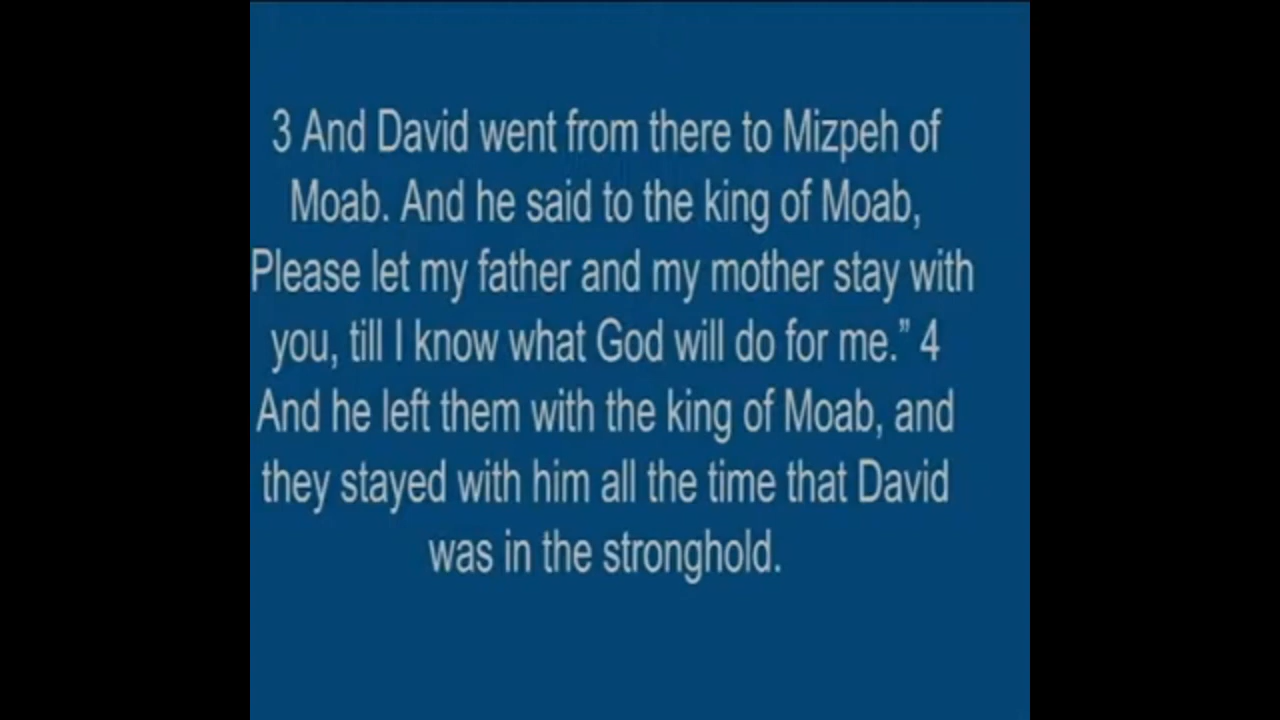 3 And David went from there to Mizpeh of
Moab. And he said to the king of Moab,
Please let my father and my mother stay with
you, till I know what God will do for me.” 4
And he left them with the king of Moab, and
they stayed with him all the time that David
was in the stronghold.